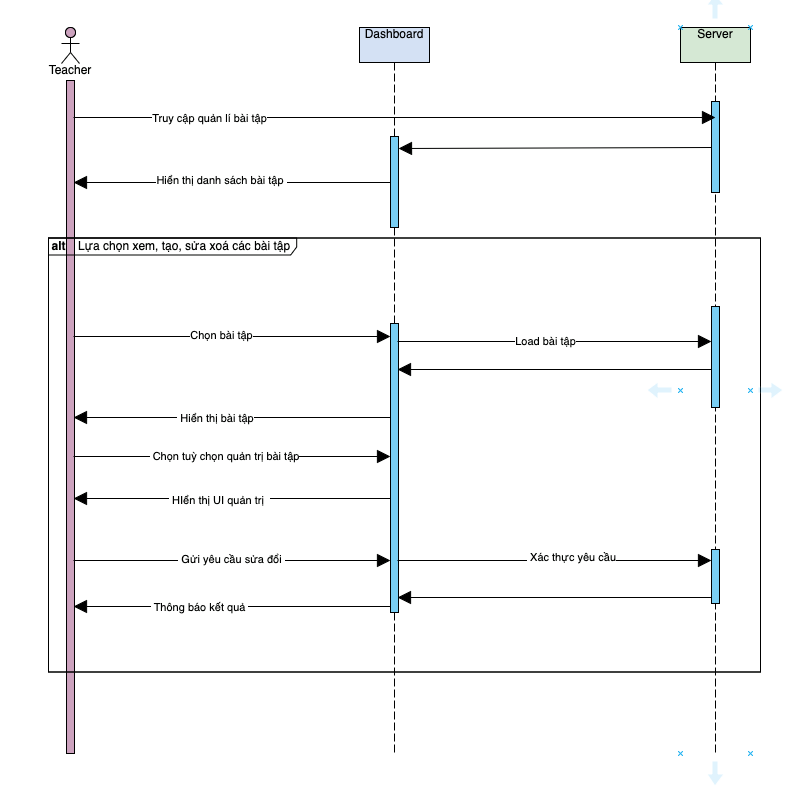 Teacher
Dashboard
Server
Truy cập quản lí bài tập
Hiển thị danh sách bài tập
alt
Lựa chọn xem, tạo, sửa xoá các bài tập
Chọn bài tập
Load bài tập
Hiển thị bài tập
Chọn tuỳ chọn quản trị bài tập
HIển thị UI quản trị
Gửi yêu cầu sửa đổi
Xác thực yêu cầu
Thông báo kết quả